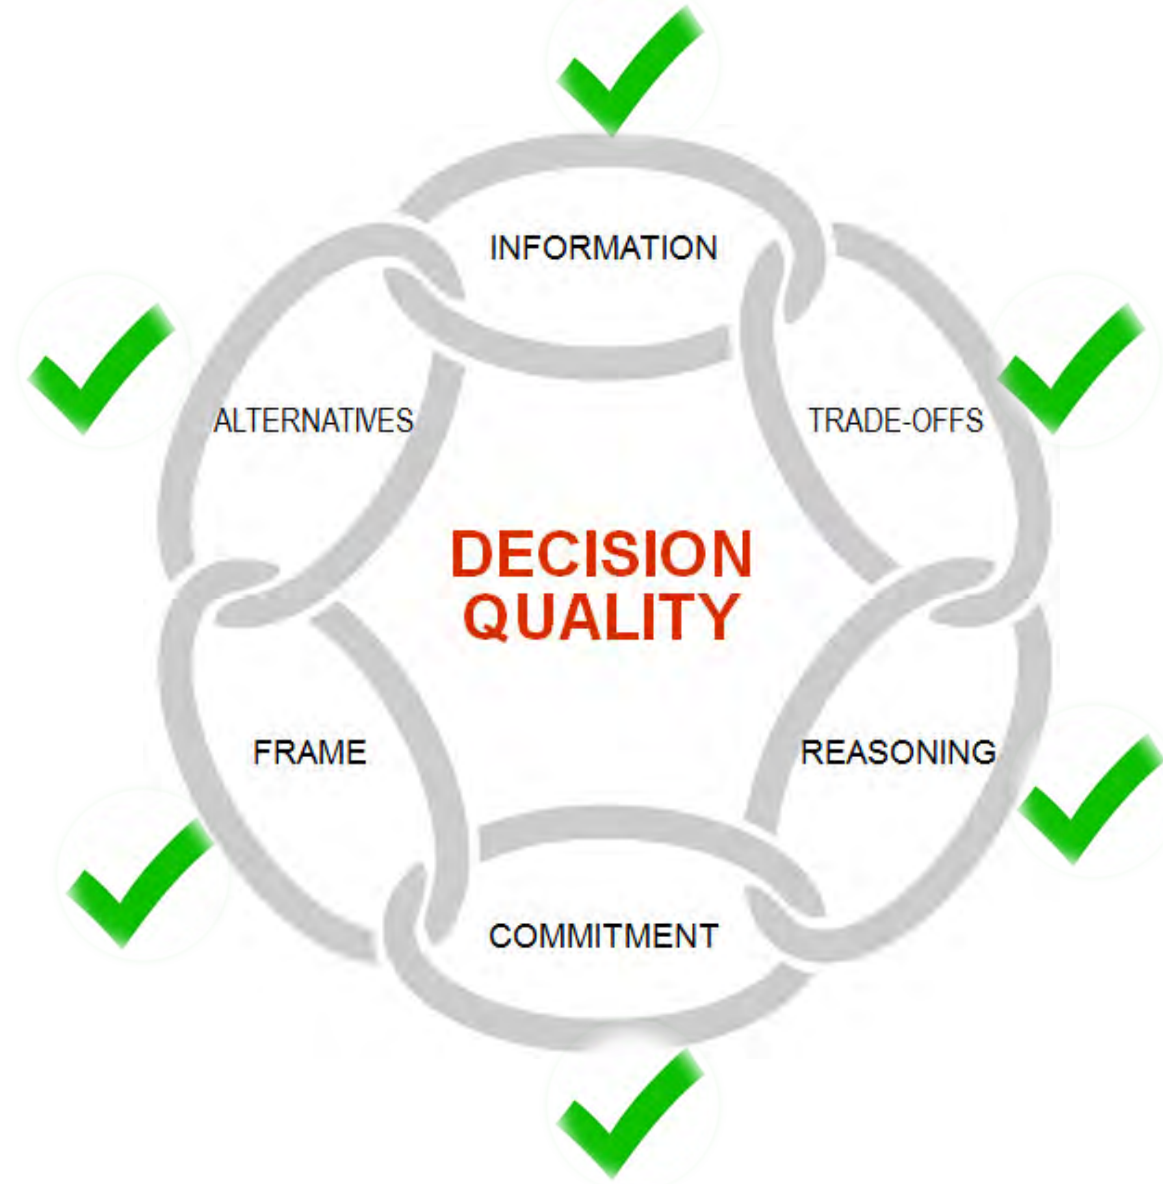 INFORMATION
ALTERNATIVES
TRADE-OFFS
DECISION
QUALITY
FRAME
REASONING
COMMITMENT